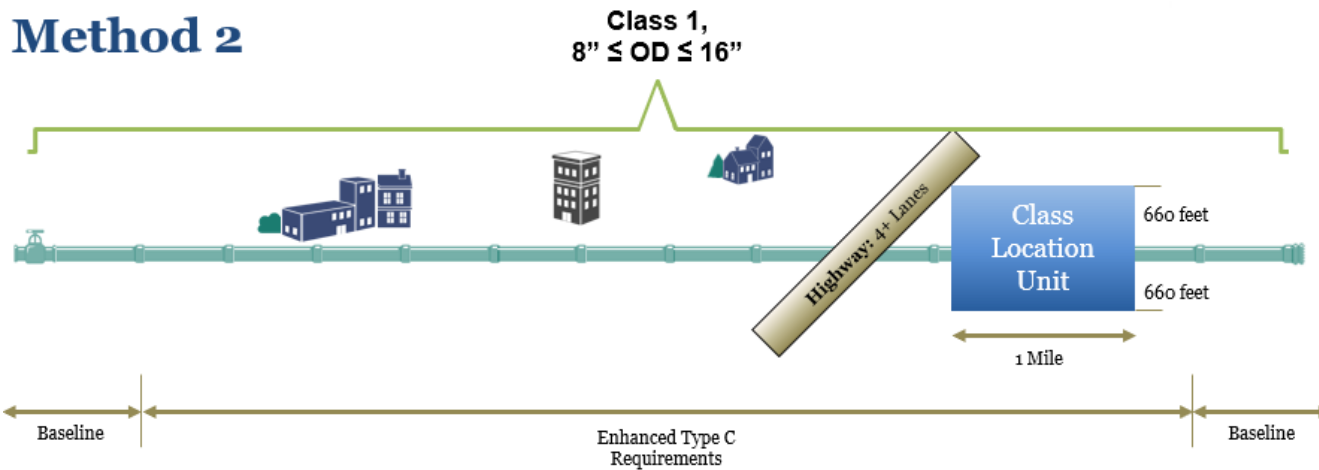 Method 2
Class 1,
8” ≤ OD ≤ 16”
Highway: 4+ Lanes
Class
Location
Unit
660 feet
660 feet
1 Mile
Baseline
Enhanced Type C
Requirements
Baseline